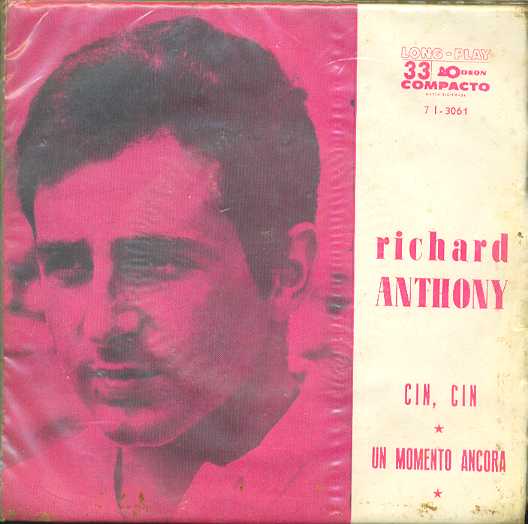 LONG-PLAY
33 ODEON
COMPACTO
7 I-3061
richard
ANTHONY
CIN, CIN
★
UN MOMENTO ANCORA
★